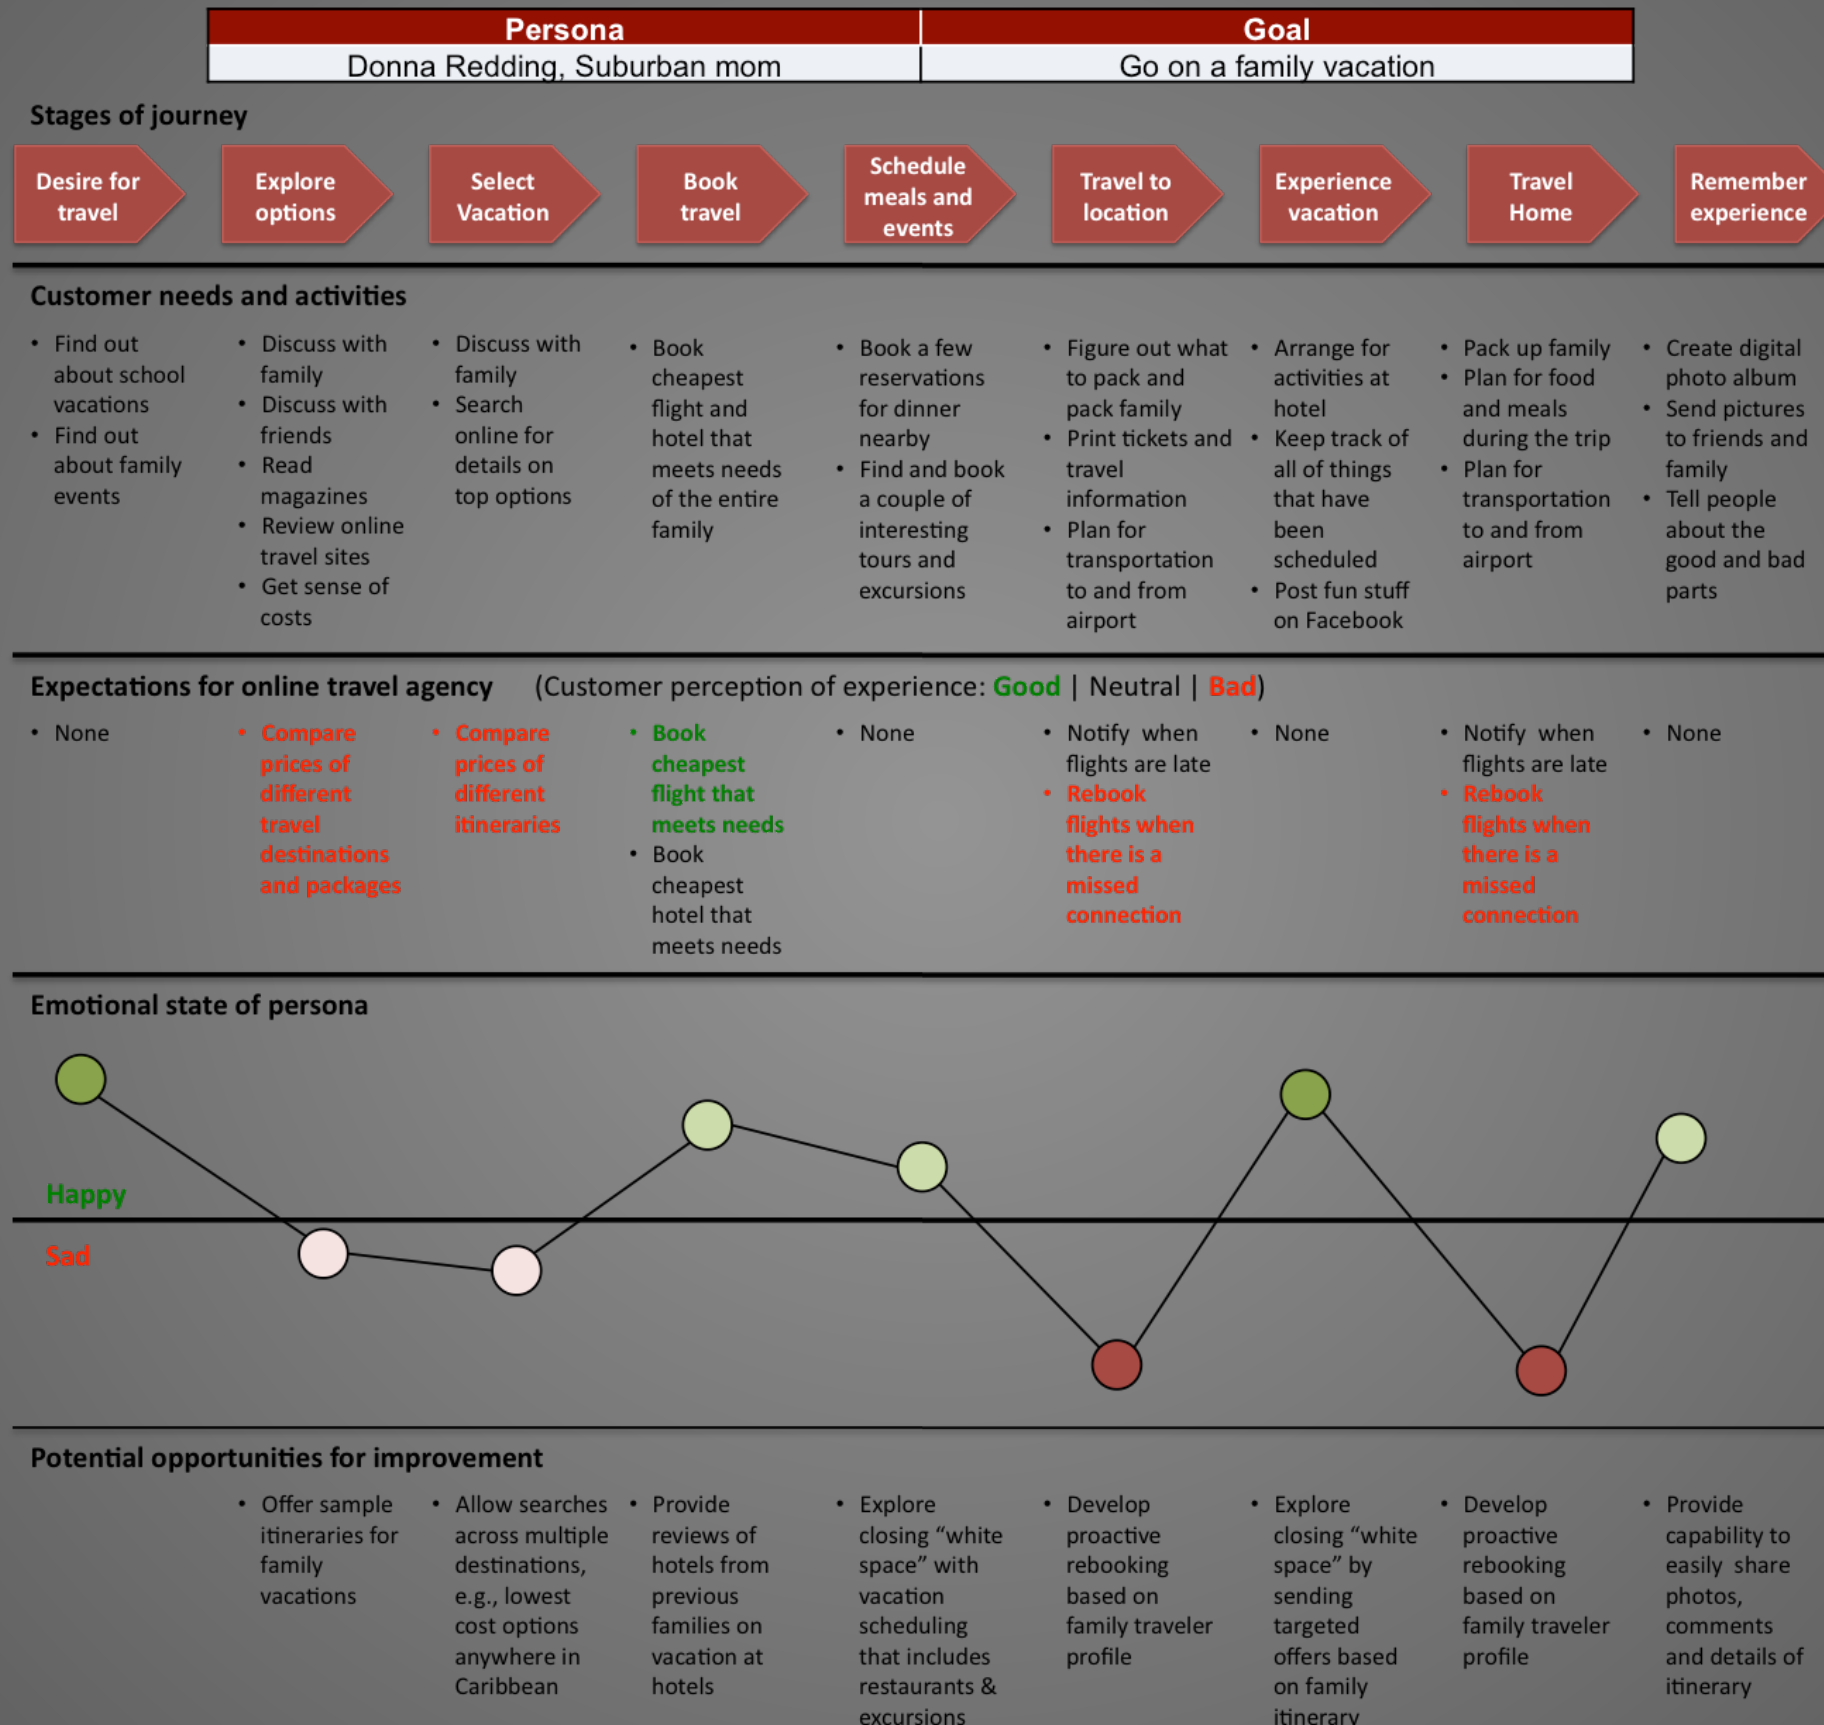 Persona
Goal
Donna Redding, Suburban mom
Go on a family vacation
Stages of journey
Desire for
travel
Explore
options
Select
Vacation
Book
travel
Schedule
meals and
events
Travel to
location
Experience
vacation
Travel
Home
Remember
experience
Customer needs and activities
• Find out
about school
vacations
• Find out
about family
events
• Discuss with
family
• Discuss with
friends
• Read
magazines
• Review online
travel sites
• Get sense of
costs
• Discuss with
family
• Search
online for
details on
top options
• Book
cheapest
flight and
hotel that
meets needs
of the entire
family
• Book a few
reservations
for dinner
nearby
• Find and book
a couple of
interesting
tours and
excursions
• Figure out what
to pack and
pack family
• Print tickets and
travel
information
• Plan for
transportation
to and from
airport
• Arrange for
activities at
hotel
• Keep track of
all of things
that have
been
scheduled
• Post fun stuff
on Facebook
• Pack up family
• Plan for food
and meals
during the trip
• Plan for
transportation
to and from
airport
• Create digital
photo album
• Send pictures
to friends and
family
• Tell people
about the
good and bad
parts
Expectations for online travel agency (Customer perception of experience: Good | Neutral | Bad)
• None
• Compare
prices of
different
travel
destinations
and packages
• Compare
prices of
different
itineraries
• Book
cheapest
flight that
meets needs
• Book
cheapest
hotel that
meets needs
• None
• Notify when
flights are late
• Rebook
flights when
there is a
missed
connection
• None
• Notify when
flights are late
• Rebook
flights when
there is a
missed
connection
• None
Emotional state of persona
Happy
Sad
Potential opportunities for improvement
• Offer sample
itineraries for
family
vacations
• Allow searches
across multiple
destinations,
e.g., lowest
cost options
anywhere in
Caribbean
• Provide
reviews of
hotels from
previous
families on
vacation at
hotels
• Explore
closing “white
space” with
vacation
scheduling
that includes
restaurants &
excursions
• Develop
proactive
rebooking
based on
family traveler
profile
• Explore
closing “white
space” by
sending
targeted
offers based
on family
itinerary
• Develop
proactive
rebooking
based on
family traveler
profile
• Provide
capability to
easily share
photos,
comments
and details of
itinerary